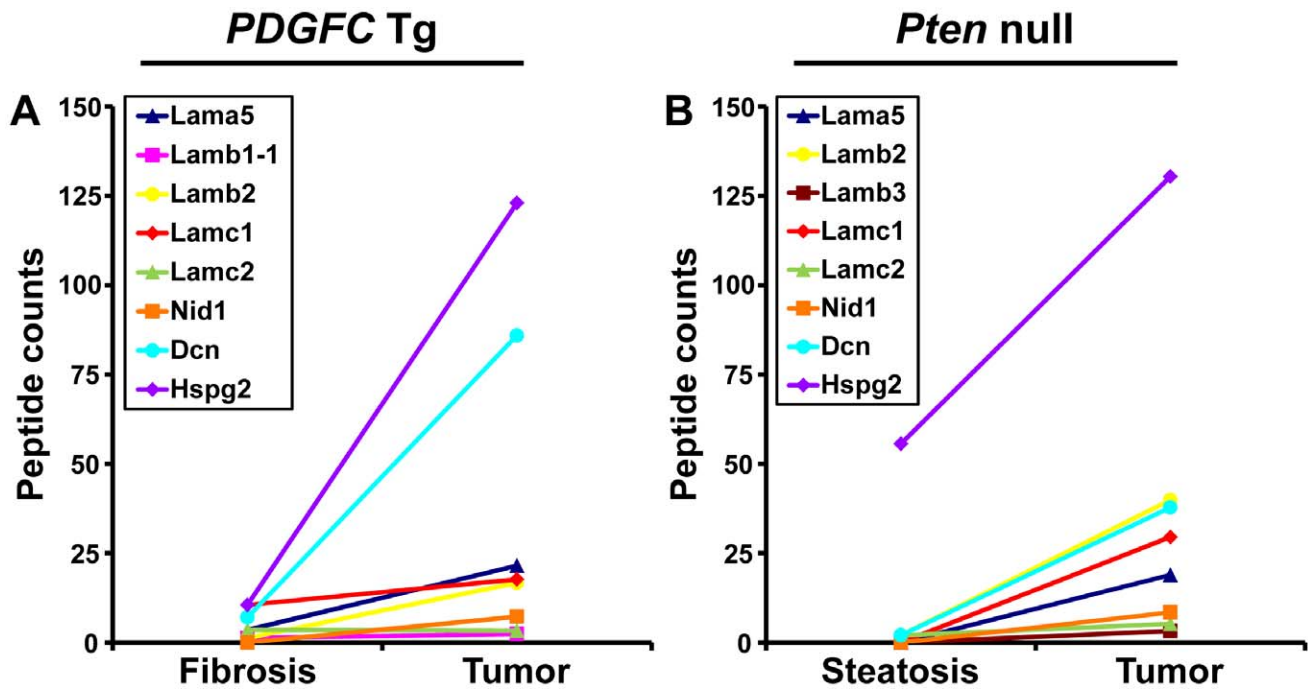 PDGFC Tg
Pten null
A
B
Peptide counts
150
125
100
75
50
25
0
Lama5
Lamb1-1
Lamb2
Lamc1
Lamc2
Nid1
Dcn
Hspg2
Fibrosis
Tumor
Peptide counts
150
125
100
75
50
25
0
Lama5
Lamb2
Lamb3
Lamc1
Lamc2
Nid1
Dcn
Hspg2
Steatosis
Tumor